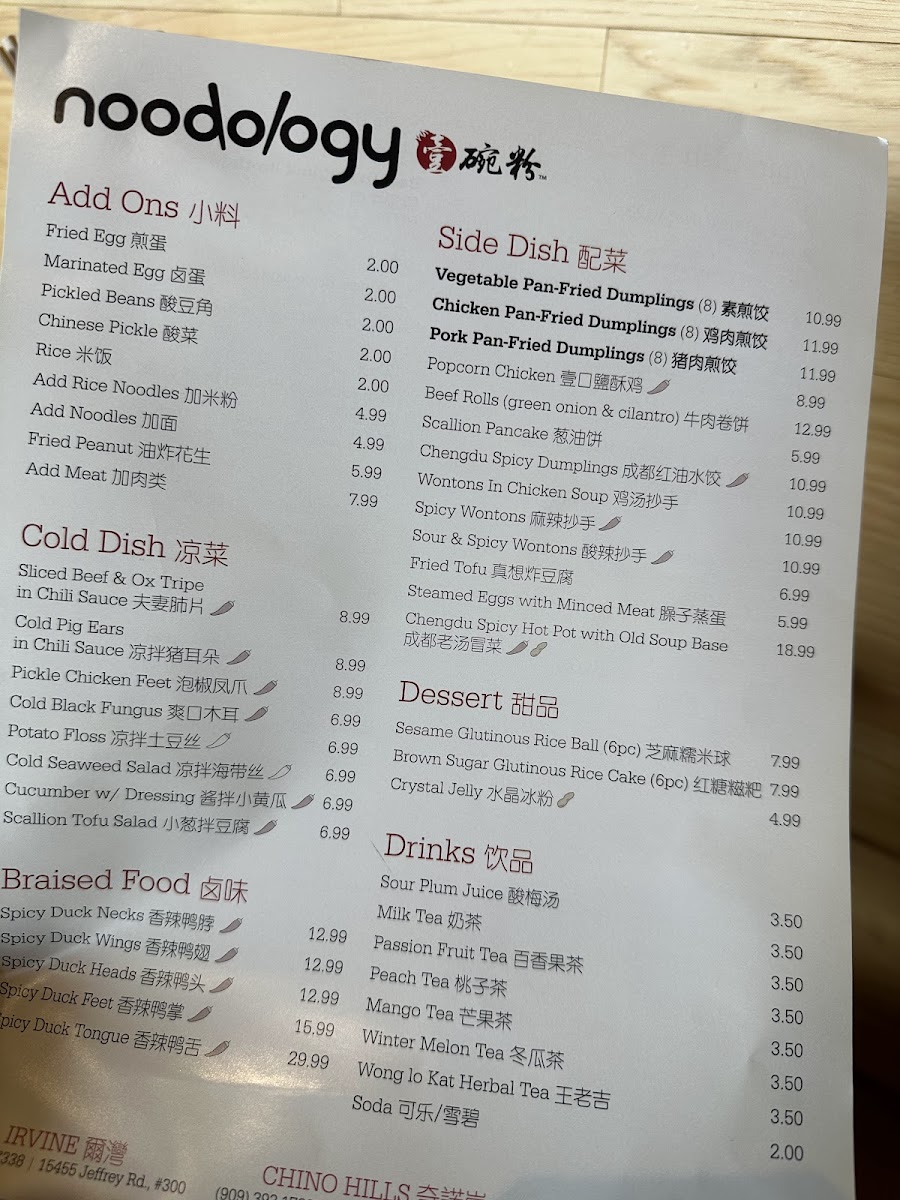 noodology 壹碗粉™
Add Ons 小料
Fried Egg 煎蛋 2.00
Marinated Egg 卤蛋 2.00
Pickled Beans 酸豆角 2.00
Chinese Pickle 酸菜 2.00
Rice 米饭 2.00
Add Rice Noodles 加米粉 4.99
Add Noodles 加面 4.99
Fried Peanut 油炸花生 5.99
Add Meat 加肉类 7.99
Cold Dish 凉菜
Sliced Beef & Ox Tripe
in Chili Sauce 夫妻肺片 8.99
Cold Pig Ears
in Chili Sauce 凉拌猪耳朵 8.99
Pickle Chicken Feet 泡椒凤爪 8.99
Cold Black Fungus 爽口木耳 6.99
Potato Floss 凉拌土豆丝 6.99
Cold Seaweed Salad 凉拌海带丝 6.99
Cucumber w/ Dressing 酱拌小黄瓜 6.99
Scallion Tofu Salad 小葱拌豆腐 6.99
Braised Food 卤味
Spicy Duck Necks 香辣鸭脖 12.99
Spicy Duck Wings 香辣鸭翅 12.99
Spicy Duck Heads 香辣鸭头 12.99
Spicy Duck Feet 香辣鸭掌 15.99
Spicy Duck Tongue 香辣鸭舌 29.99
Side Dish 配菜
Vegetable Pan-Fried Dumplings (8) 素煎饺 10.99
Chicken Pan-Fried Dumplings (8) 鸡肉煎饺 11.99
Pork Pan-Fried Dumplings (8) 猪肉煎饺 11.99
Popcorn Chicken 壹口鹽酥鸡 8.99
Beef Rolls (green onion & cilantro) 牛肉卷饼 12.99
Scallion Pancake 葱油饼 5.99
Chengdu Spicy Dumplings 成都红油水饺 10.99
Wontons In Chicken Soup 鸡汤抄手 10.99
Spicy Wontons 麻辣抄手 10.99
Sour & Spicy Wontons 酸辣抄手 10.99
Fried Tofu 真想炸豆腐 6.99
Steamed Eggs with Minced Meat 臊子蒸蛋 5.99
Chengdu Spicy Hot Pot with Old Soup Base 18.99
成都老汤冒菜
Dessert 甜品
Sesame Glutinous Rice Ball (6pc) 芝麻糯米球 7.99
Brown Sugar Glutinous Rice Cake (6pc) 红糖糍粑 7.99
Crystal Jelly 水晶冰粉 4.99
Drinks 饮品
Sour Plum Juice 酸梅汤 3.50
Milk Tea 奶茶 3.50
Passion Fruit Tea 百香果茶 3.50
Peach Tea 桃子茶 3.50
Mango Tea 芒果茶 3.50
Winter Melon Tea 冬瓜茶 3.50
Wong lo Kat Herbal Tea 王老吉 3.50
Soda 可乐/雪碧 2.00
IRVINE 爾灣
7338 | 15455 Jeffrey Rd., #300
CHINO HILLS 奇諾崗
(909) 393